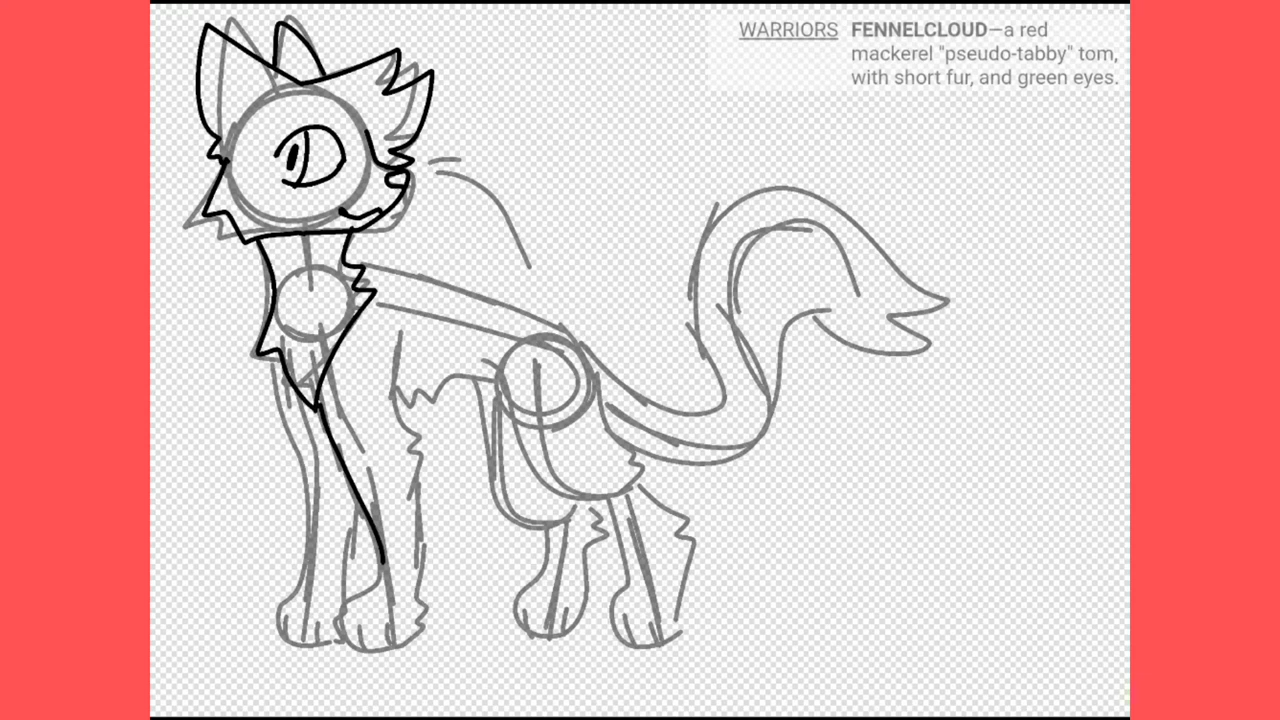 WARRIORS FENNELCLOUD—a red
mackerel "pseudo-tabby" tom,
with short fur, and green eyes.